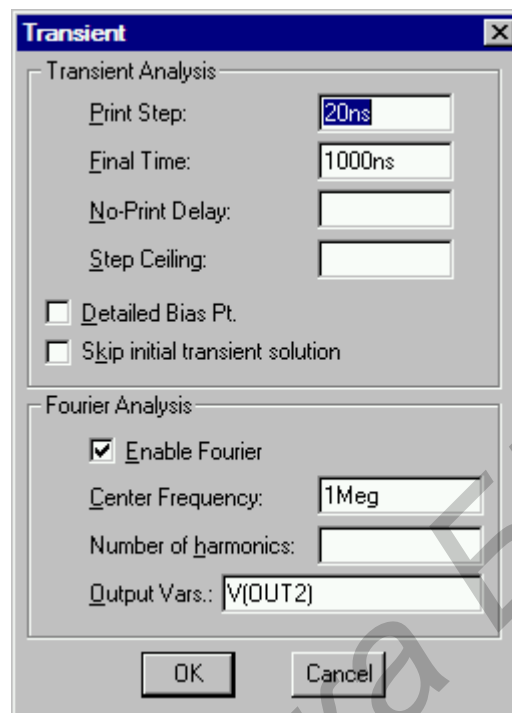 Transient
Transient Analysis
Print Step: 20ns
Final Time: 1000ns
No-Print Delay:
Step Ceiling:
Detailed Bias Pt.
Skip initial transient solution
Fourier Analysis
Enable Fourier
Center Frequency: 1Meg
Number of harmonics:
Output Vars.: V(OUT2)
OK Cancel